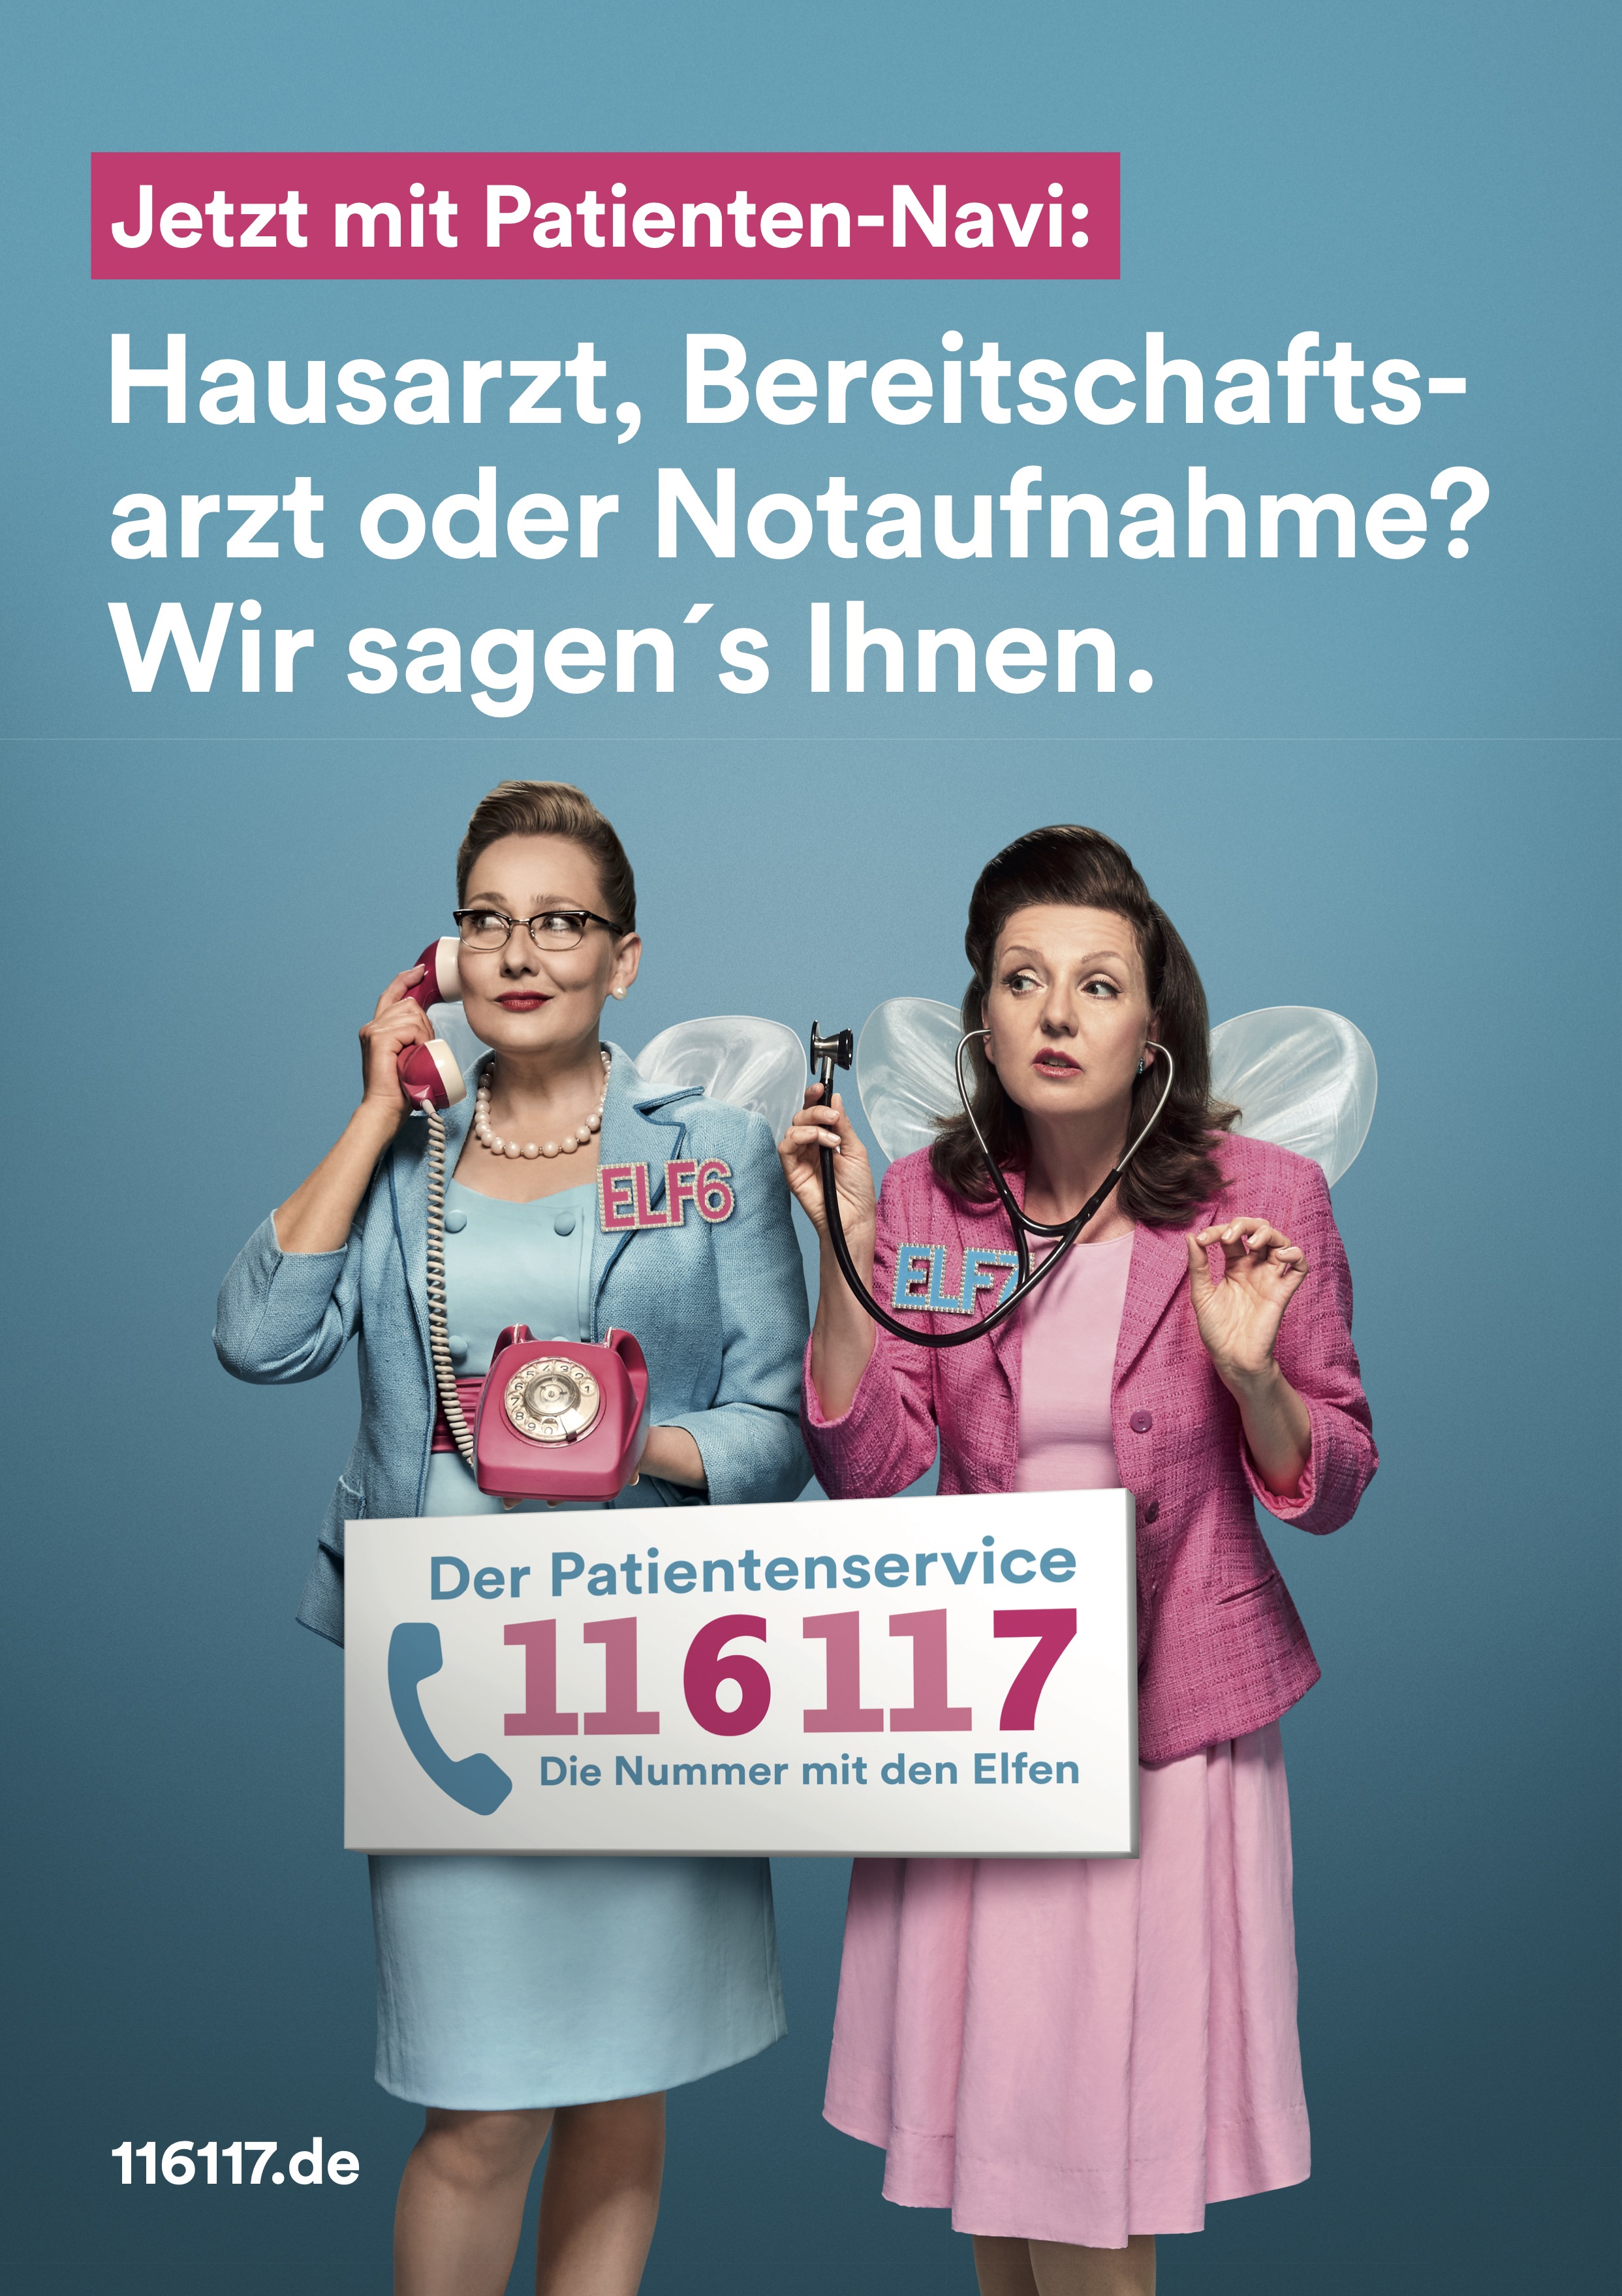 Jetzt mit Patienten-Navi:
Hausarzt, Bereitschafts-
arzt oder Notaufnahme?
Wir sagen´s Ihnen.
ELF6
ELF7
Der Patientenservice
116117
Die Nummer mit den Elfen
116117.de